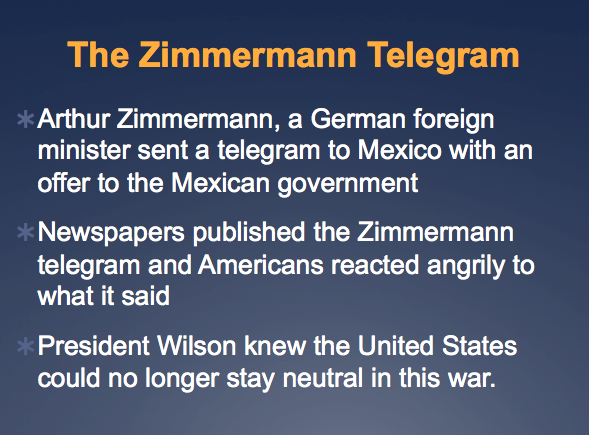 The Zimmermann Telegram
*Arthur Zimmermann, a German foreign
minister sent a telegram to Mexico with an
offer to the Mexican government
*Newspapers published the Zimmermann
telegram and Americans reacted angrily to
what it said
*President Wilson knew the United States
could no longer stay neutral in this war.